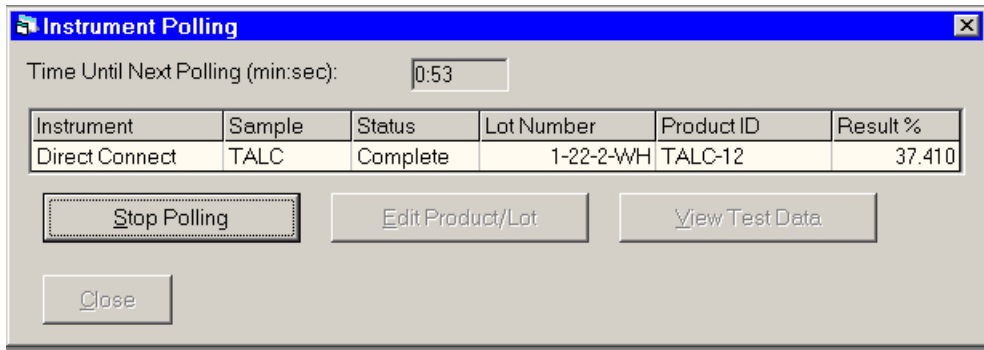 Instrument Polling
Time Until Next Polling (min:sec): 0:53
Instrument Sample Status Lot Number Product ID Result %
Direct Connect TALC Complete 1-22-2-WH TALC-12 37.410
Stop Polling Edit Product/Lot View Test Data
Close